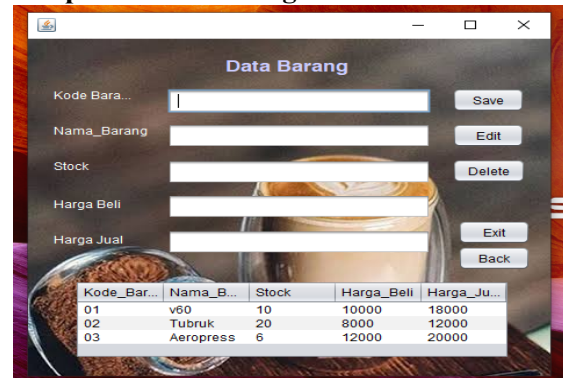 Data Barang
Kode Bara...
Save
Nama_Barang
Edit
Stock
Delete
Harga Beli
Harga Jual
Exit
Back
Kode_Bar... Nama_B... Stock Harga_Beli Harga_Ju...
01 v60 10 10000 18000
02 Tubruk 20 8000 12000
03 Aeropress 6 12000 20000